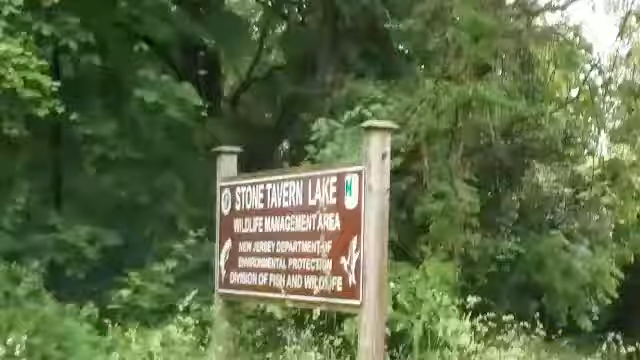 STONE TAVERN LAKE
WILDLIFE MANAGEMENT AREA
NEW JERSEY DEPARTMENT OF
ENVIRONMENTAL PROTECTION
DIVISION OF FISH AND WILDLIFE